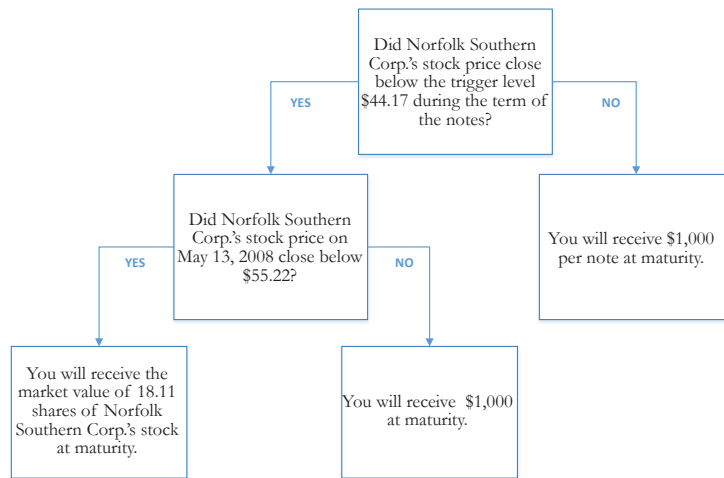 Did Norfolk Southern
Corp.'s stock price close
below the trigger level
$44.17 during the term of
the notes?
YES
NO
Did Norfolk Southern
Corp.'s stock price on
May 13, 2008 close below
$55.22?
You will receive $1,000
per note at maturity.
YES
NO
You will receive the
market value of 18.11
shares of Norfolk
Southern Corp.'s stock
at maturity.
You will receive  $1,000
at maturity.